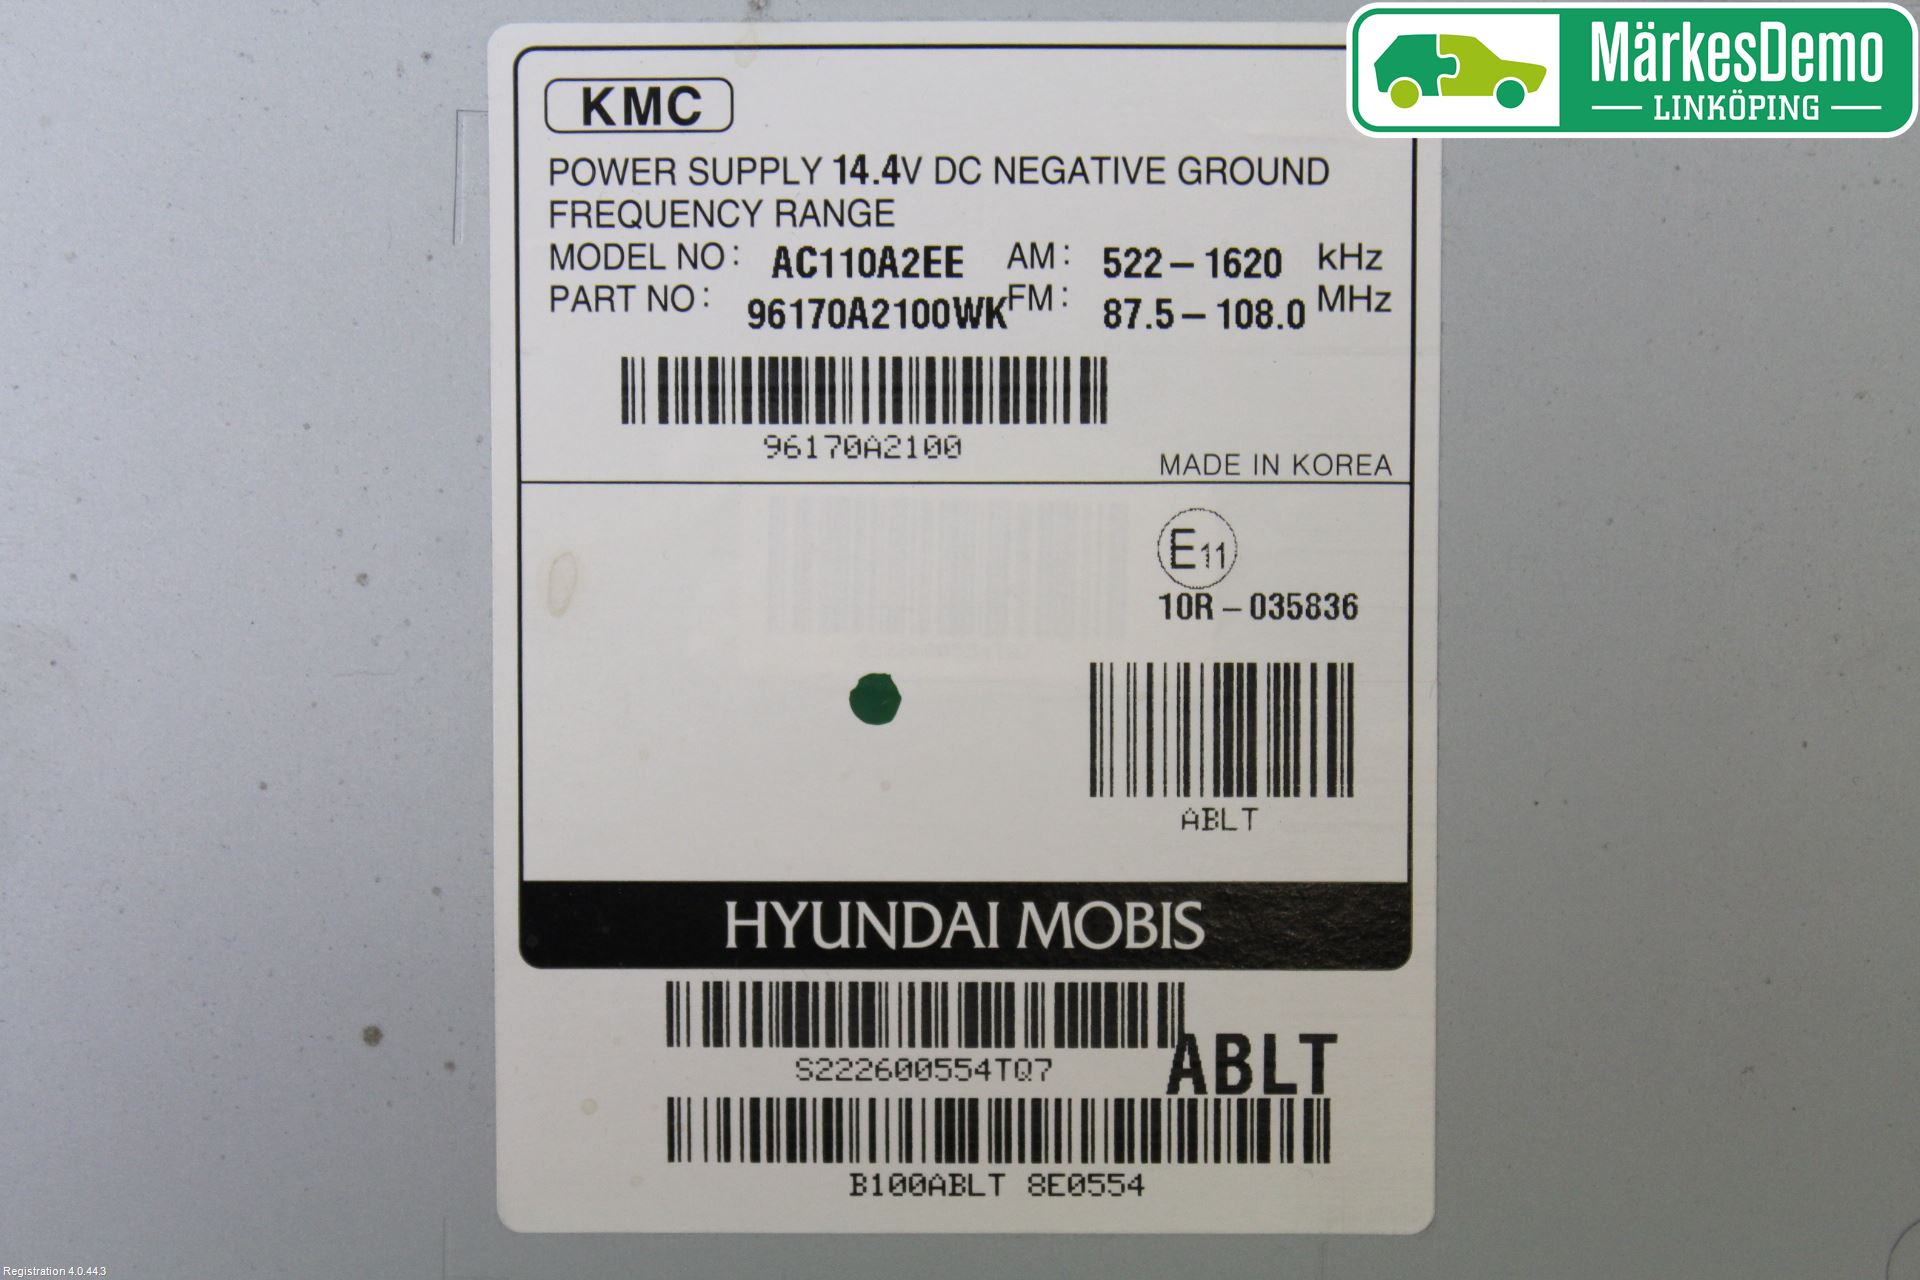 MärkesDemo
LINKÖPING
KMC
POWER SUPPLY 14.4V DC NEGATIVE GROUND
FREQUENCY RANGE
MODEL NO: AC110A2EE AM: 522-1620 kHz
PART NO: 96170A2100WK FM: 87.5-108.0 MHz
96170A2100
MADE IN KOREA
E11
10R-035836
ABLT
HYUNDAI MOBIS
S222600554TQ7
ABLT
B100ABLT 8E0554
Registration 4.0.44.3